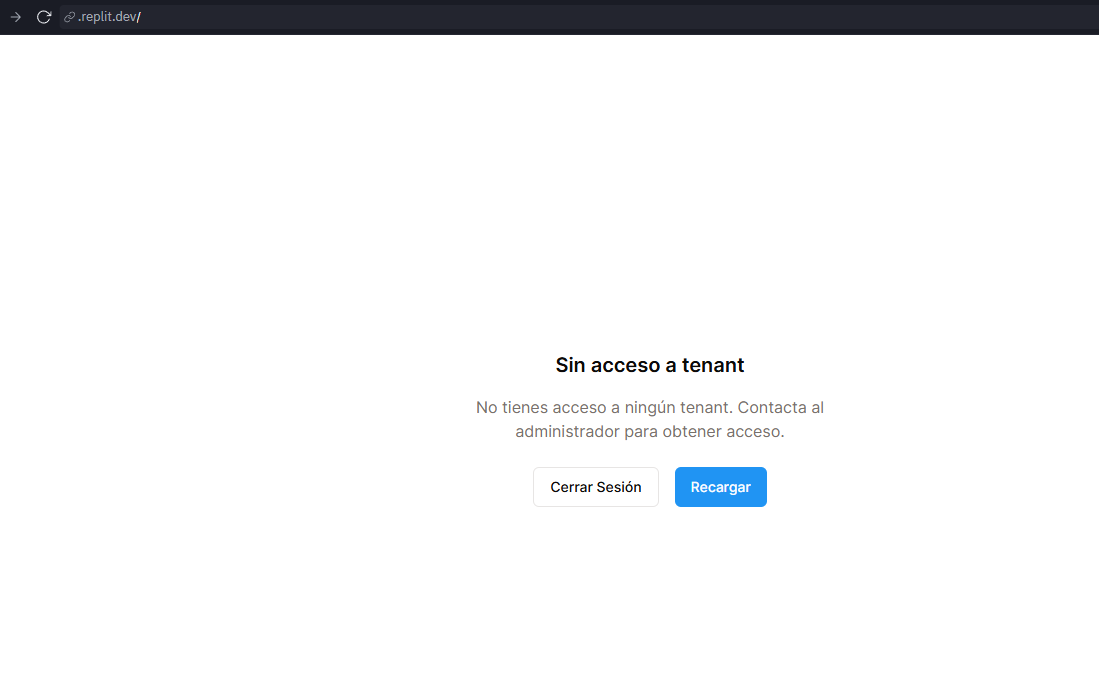 .replit.dev/
Sin acceso a tenant
No tienes acceso a ningún tenant. Contacta al
administrador para obtener acceso.
Cerrar Sesión
Recargar